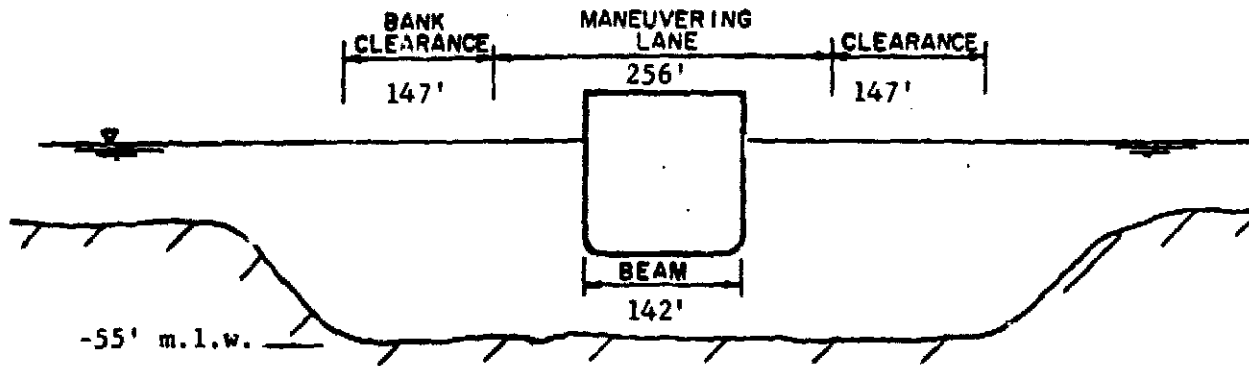 BANK
CLEARANCE
147'
MANEUVERING
LANE
256'
CLEARANCE
147'
BEAM
142'
-55' m.l.w.